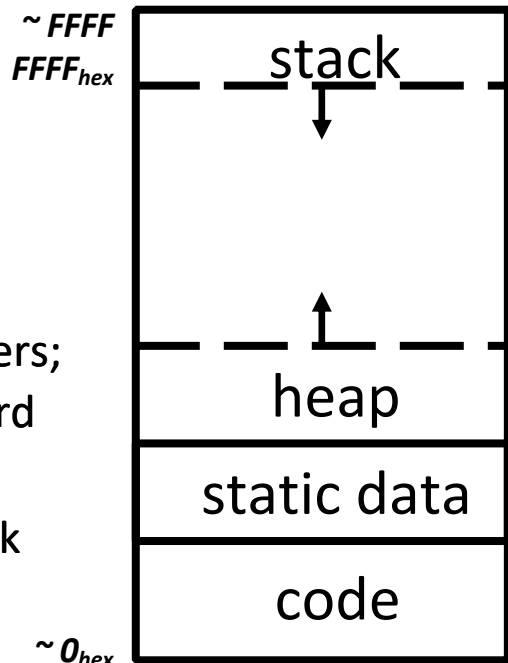 ~ FFFF
FFFFhex
stack
ers;
rd
heap
static data
k
code
~ 0hex